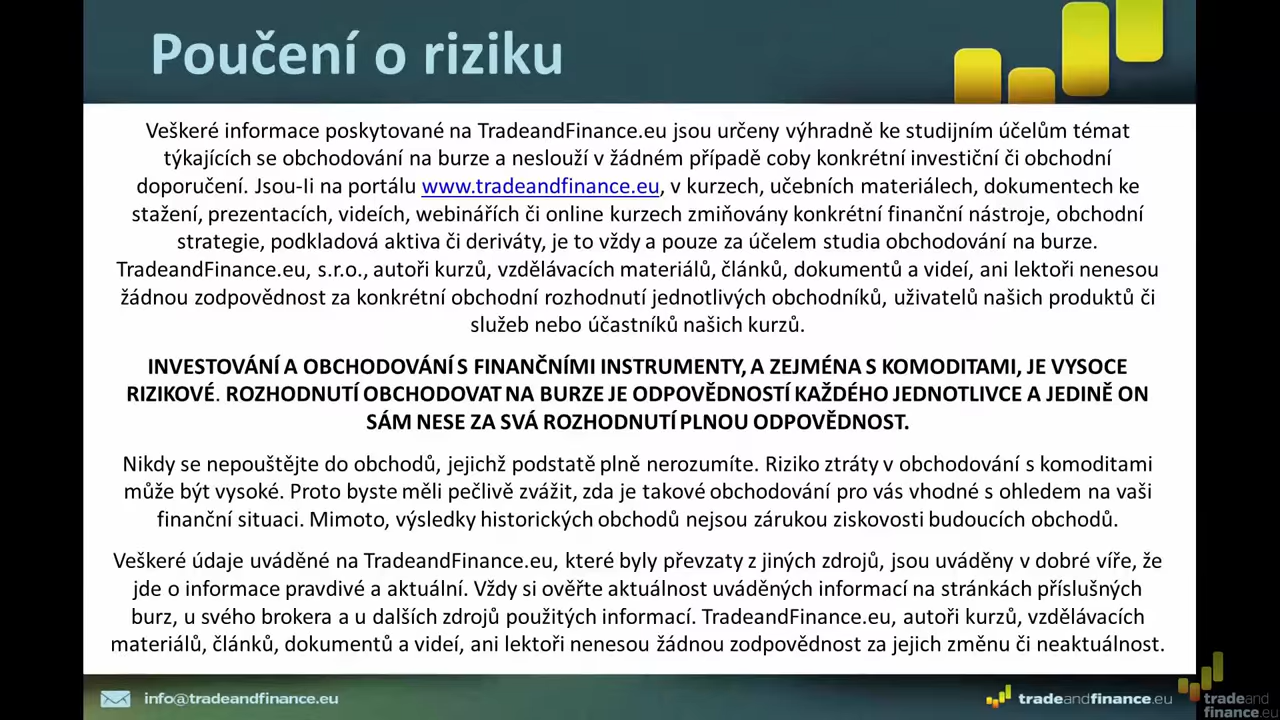 Poučení o riziku
Veškeré informace poskytované na TradeandFinance.eu jsou určeny výhradně ke studijním účelům témat
týkajících se obchodování na burze a neslouží v žádném případě coby konkrétní investiční či obchodní
doporučení. Jsou-li na portálu www.tradeandfinance.eu, v kurzech, učebních materiálech, dokumentech ke
stažení, prezentacích, videích, webinářích či online kurzech zmiňovány konkrétní finanční nástroje, obchodní
strategie, podkladová aktiva či deriváty, je to vždy a pouze za účelem studia obchodování na burze.
TradeandFinance.eu, s.r.o., autoři kurzů, vzdělávacích materiálů, článků, dokumentů a videí, ani lektoři nenesou
žádnou zodpovědnost za konkrétní obchodní rozhodnutí jednotlivých obchodníků, uživatelů našich produktů či
služeb nebo účastníků našich kurzů.
INVESTOVÁNÍ A OBCHODOVÁNÍ S FINANČNÍMI INSTRUMENTY, A ZEJMÉNA S KOMODITAMI, JE VYSOCE
RIZIKOVÉ. ROZHODNUTÍ OBCHODOVAT NA BURZE JE ODPOVĚDNOSTÍ KAŽDÉHO JEDNOTLIVCE A JEDINĚ ON
SÁM NESE ZA SVÁ ROZHODNUTÍ PLNOU ODPOVĚDNOST.
Nikdy se nepouštějte do obchodů, jejichž podstatě plně nerozumíte. Riziko ztráty v obchodování s komoditami
může být vysoké. Proto byste měli pečlivě zvážit, zda je takové obchodování pro vás vhodné s ohledem na vaši
finanční situaci. Mimoto, výsledky historických obchodů nejsou zárukou ziskovosti budoucích obchodů.
Veškeré údaje uváděné na TradeandFinance.eu, které byly převzaty z jiných zdrojů, jsou uváděny v dobré víře, že
jde o informace pravdivé a aktuální. Vždy si ověřte aktuálnost uváděných informací na stránkách příslušných
burz, u svého brokera a u dalších zdrojů použitých informací. TradeandFinance.eu, autoři kurzů, vzdělávacích
materiálů, článků, dokumentů a videí, ani lektoři nenesou žádnou zodpovědnost za jejich změnu či neaktuálnost.
info@tradeandfinance.eu
tradeandfinance.eu
tradeand
finance.eu